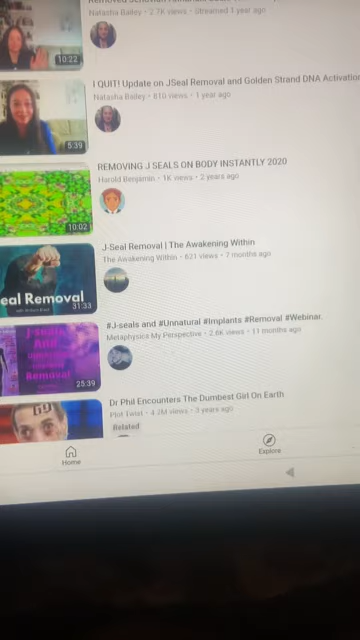 Natasha Bailey • 2.7K views • Streamed 1 year ago
10:22
I QUIT! Update on JSeal Removal and Golden Strand DNA Activation
Natasha Bailey • 810 views • 1 year ago
5:39
REMOVING J SEALS ON BODY INSTANTLY 2020
Harold Benjamin • 1K views • 2 years ago
10:02
J-Seal Removal | The Awakening Within
The Awakening Within • 621 views • 7 months ago
eal Removal
31:33
#J-seals and #Unnatural #Implants #Removal #Webinar.
Metaphysics My Perspective • 2.6K views • 11 months ago
J-seals
And
Removal
25:39
Dr Phil Encounters The Dumbest Girl On Earth
Plot Twist • 4.2M views • 3 years ago
Related
Home
Explore